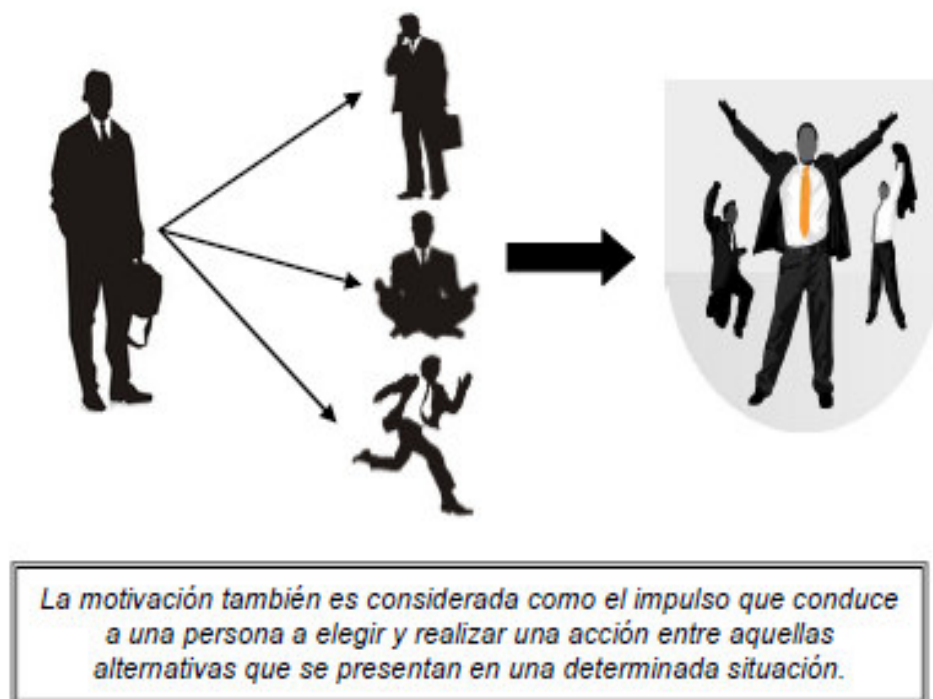 La motivación también es considerada como el impulso que conduce
a una persona a elegir y realizar una acción entre aquellas
alternativas que se presentan en una determinada situación.